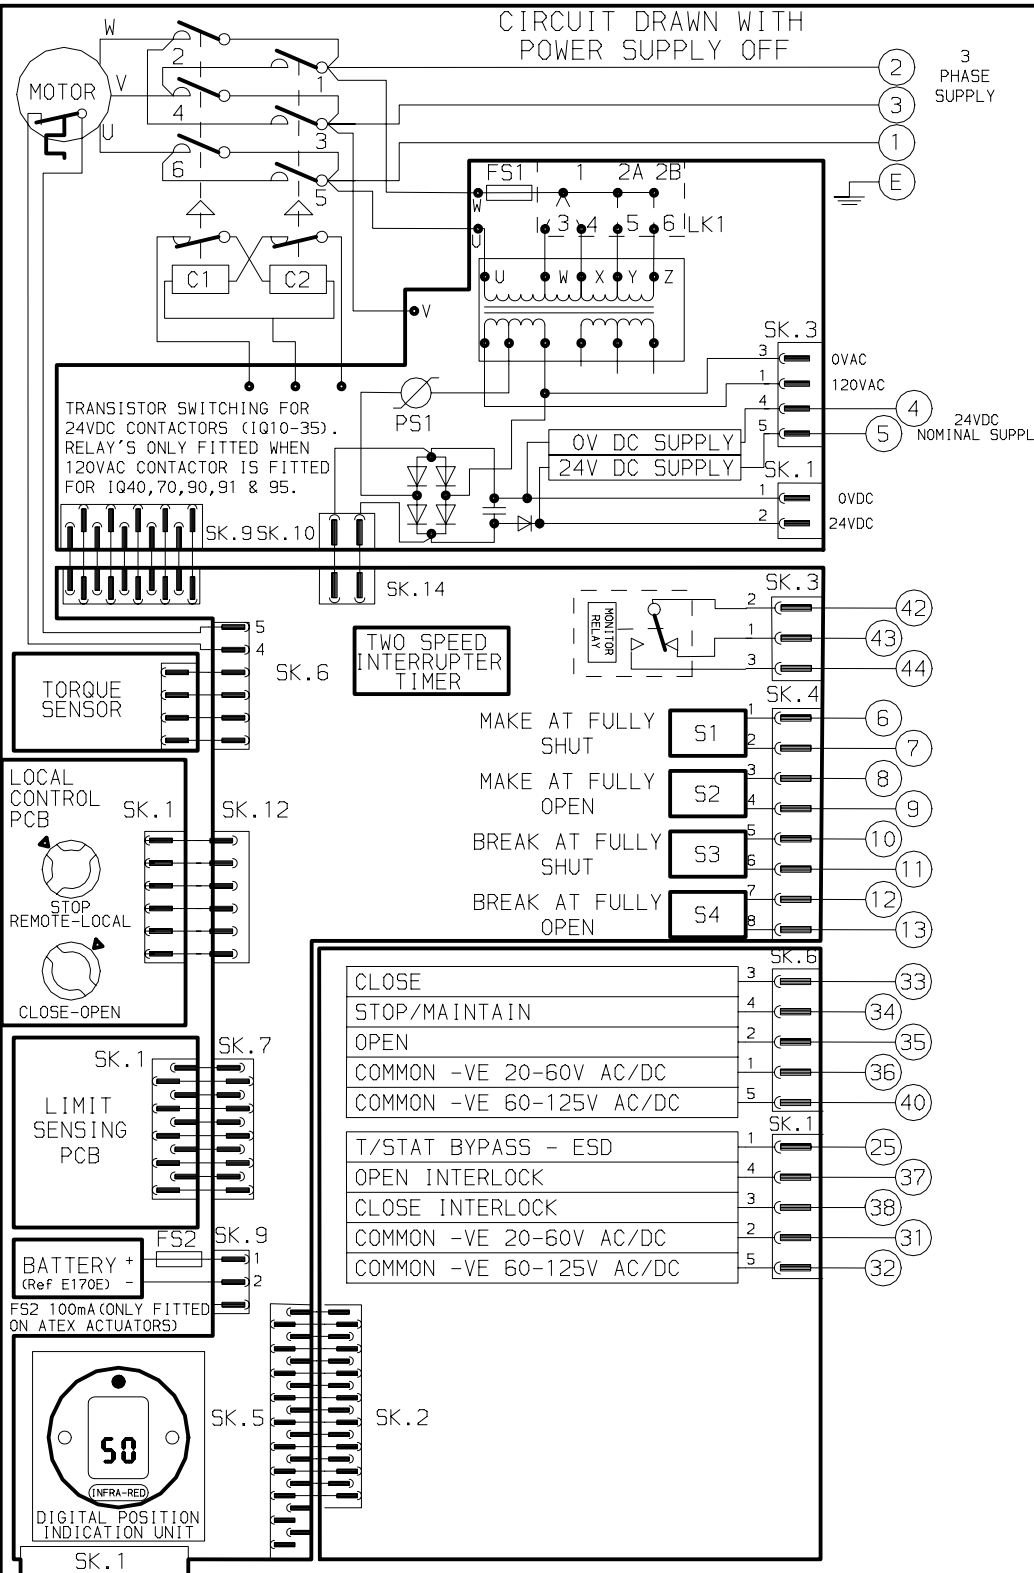 CIRCUIT DRAWN WITH
POWER SUPPLY OFF
W
2
1
2
3
PHASE
SUPPLY
MOTOR
V
4
3
3
U
6
5
1
FS1
1
2A 2B
E
W
3 4 5 6 LK1
U
C1
C2
U W X Y Z
V
SK.3
3 0VAC
1 120VAC
PS1
4 4
24VDC
NOMINAL SUPPL
5 5
TRANSISTOR SWITCHING FOR
24VDC CONTACTORS (IQ10-35).
RELAY'S ONLY FITTED WHEN
120VAC CONTACTOR IS FITTED
FOR IQ40,70,90,91 & 95.
0V DC SUPPLY
24V DC SUPPLY
SK.1
1 0VDC
2 24VDC
SK.9 SK.10
SK.14
SK.3
MONITOR
RELAY
2 42
1 43
3 44
5
4
SK.6
TWO SPEED
INTERRUPTER
TIMER
TORQUE
SENSOR
SK.4
MAKE AT FULLY
SHUT
S1
1 6
2 7
MAKE AT FULLY
OPEN
S2
3 8
4 9
BREAK AT FULLY
SHUT
S3
5 10
6 11
BREAK AT FULLY
OPEN
S4
7 12
8 13
LOCAL
CONTROL
PCB
SK.1
SK.12
STOP
REMOTE-LOCAL
CLOSE-OPEN
SK.6
CLOSE 3 33
STOP/MAINTAIN 4 34
OPEN 2 35
COMMON -VE 20-60V AC/DC 1 36
COMMON -VE 60-125V AC/DC 5 40
SK.1
T/STAT BYPASS - ESD 1 25
OPEN INTERLOCK 4 37
CLOSE INTERLOCK 3 38
COMMON -VE 20-60V AC/DC 2 31
COMMON -VE 60-125V AC/DC 5 32
SK.1
SK.7
LIMIT
SENSING
PCB
FS2
SK.9
BATTERY +
(Ref E170E) -
1
2
FS2 100mA(ONLY FITTED
ON ATEX ACTUATORS)
SK.5
SK.2
50
INFRA-RED
DIGITAL POSITION
INDICATION UNIT
SK.1